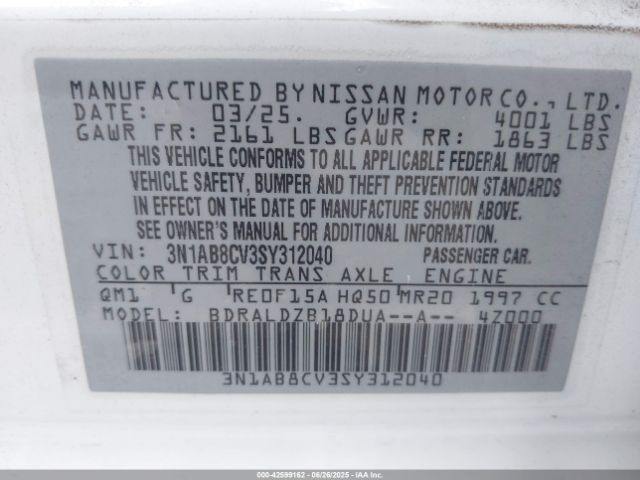 MANUFACTURED BY NISSAN MOTOR CO., LTD.
DATE: 03/25. GVWR: 4001 LBS
GAWR FR: 2161 LBS GAWR RR: 1863 LBS
THIS VEHICLE CONFORMS TO ALL APPLICABLE FEDERAL MOTOR
VEHICLE SAFETY, BUMPER AND THEFT PREVENTION STANDARDS
IN EFFECT ON THE DATE OF MANUFACTURE SHOWN ABOVE.
SEE OWNER'S MANUAL FOR ADDITIONAL INFORMATION.
VIN: 3N1AB8CV3SY312040 PASSENGER CAR.
COLOR TRIM TRANS AXLE ENGINE
QM1 G RE0F15A HQ50 MR20 1997 CC
MODEL: BDRALDZB18DUA--A-- 4Z000
3N1AB8CV3SY312040
000-42599162 06/26/2025 - ©IAA, Inc.